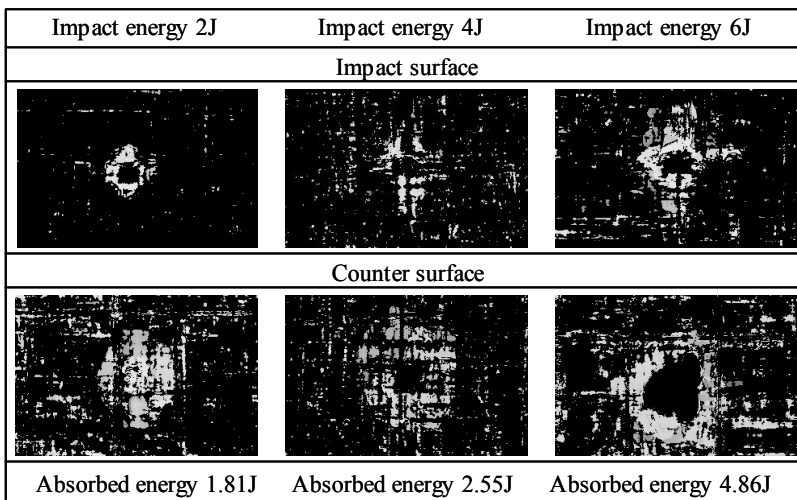 Impact energy 2J Impact energy 4J Impact energy 6J
Impact surface
Counter surface
Absorbed energy 1.81J Absorbed energy 2.55J Absorbed energy 4.86J